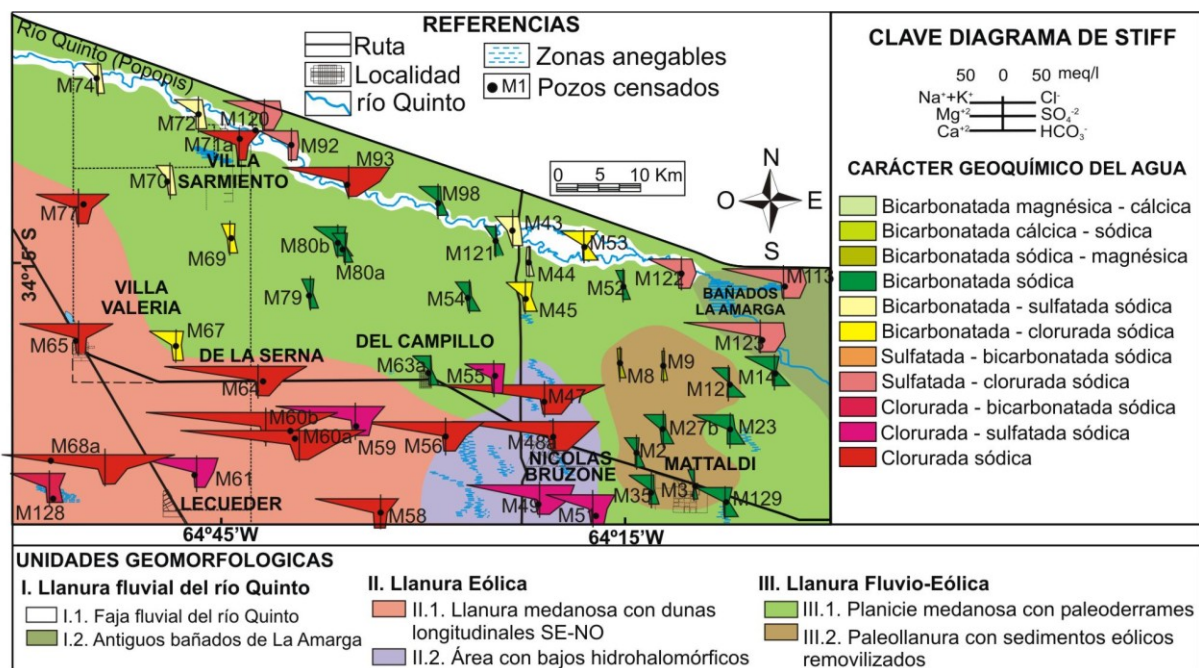 REFERENCIAS
Ruta
Localidad
río Quinto
Zonas anegables
M1 Pozos censados
0 5 10 Km
N
O E
S
Río Quinto (Popopis)
34°15' S
64°45'W
64°15'W
M74
M72
M120
M71a
M92
VILLA
SARMIENTO
M93
M70
M77
M98
M43
M53
M69
M80b
M80a
M121
M44
M122
M113
M79
M54
M45
M52
BAÑADOS
LA AMARGA
VILLA
VALERIA
M67
M65
DE LA SERNA
DEL CAMPILLO
M123
M63a
M55
M8
M9
M12
M14
M64
M47
M60b
M60a
M59
M56
M48a
M27b
M23
M68a
M61
NICOLAS
BRUZONE
M2
MATTALDI
M128
LECUEDER
M58
M49
M51
M35
M31
M129
CLAVE DIAGRAMA DE STIFF
50 0 50 meq/l
Na⁺+K⁺ Cl⁻
Mg⁺² SO₄⁻²
Ca⁺² HCO₃⁻
CARÁCTER GEOQUÍMICO DEL AGUA
Bicarbonatada magnésica - cálcica
Bicarbonatada cálcica - sódica
Bicarbonatada sódica - magnésica
Bicarbonatada sódica
Bicarbonatada - sulfatada sódica
Bicarbonatada - clorurada sódica
Sulfatada - bicarbonatada sódica
Sulfatada - clorurada sódica
Clorurada - bicarbonatada sódica
Clorurada - sulfatada sódica
Clorurada sódica
UNIDADES GEOMORFOLOGICAS
I. Llanura fluvial del río Quinto
I.1. Faja fluvial del río Quinto
I.2. Antiguos bañados de La Amarga
II. Llanura Eólica
II.1. Llanura medanosa con dunas
longitudinales SE-NO
II.2. Área con bajos hidrohalomórficos
III. Llanura Fluvio-Eólica
III.1. Planicie medanosa con paleoderrames
III.2. Paleollanura con sedimentos eólicos
removilizados